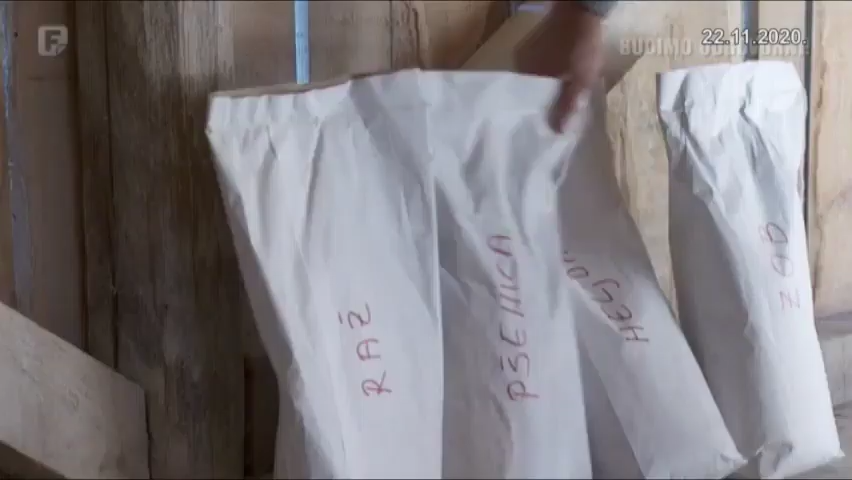 22.11.2020.
BUDIMO
RAŽ
PŠENICA
ZOB